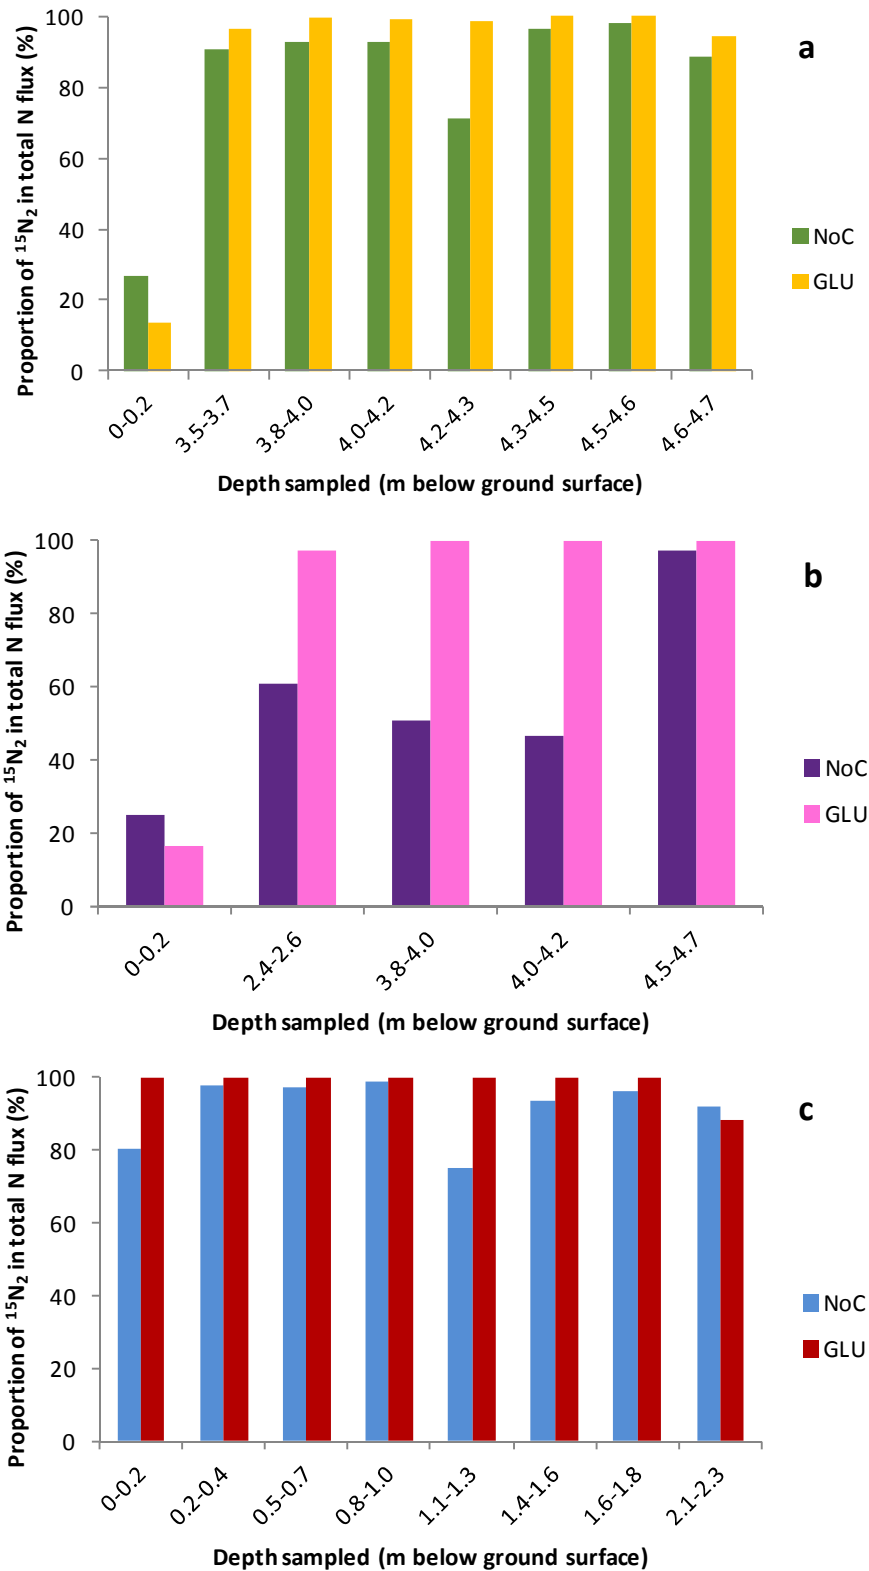 Proportion of ¹⁵N₂ in total N flux (%)
100
80
60
40
20
0
0-0.2
3.5-3.7
3.8-4.0
4.0-4.2
4.2-4.3
4.3-4.5
4.5-4.6
4.6-4.7
Depth sampled (m below ground surface)
a
NoC
GLU
Proportion of ¹⁵N₂ in total N flux (%)
100
80
60
40
20
0
0-0.2
2.4-2.6
3.8-4.0
4.0-4.2
4.5-4.7
Depth sampled (m below ground surface)
b
NoC
GLU
Proportion of ¹⁵N₂ in total N flux (%)
100
80
60
40
20
0
0-0.2
0.2-0.4
0.5-0.7
0.8-1.0
1.1-1.3
1.4-1.6
1.6-1.8
2.1-2.3
Depth sampled (m below ground surface)
c
NoC
GLU